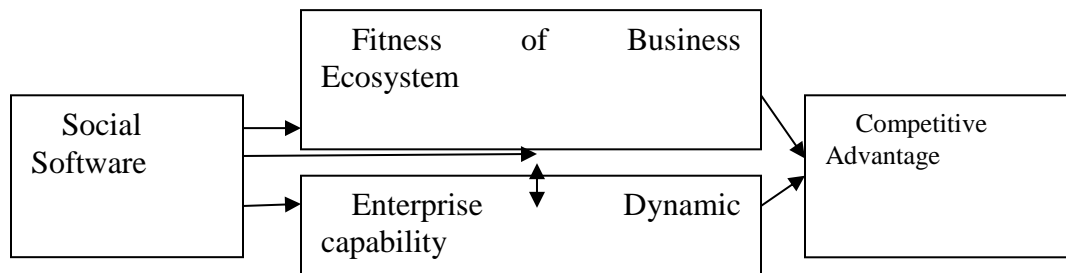 Fitness of Business
Ecosystem
Social
Software
Competitive
Advantage
Enterprise Dynamic
capability